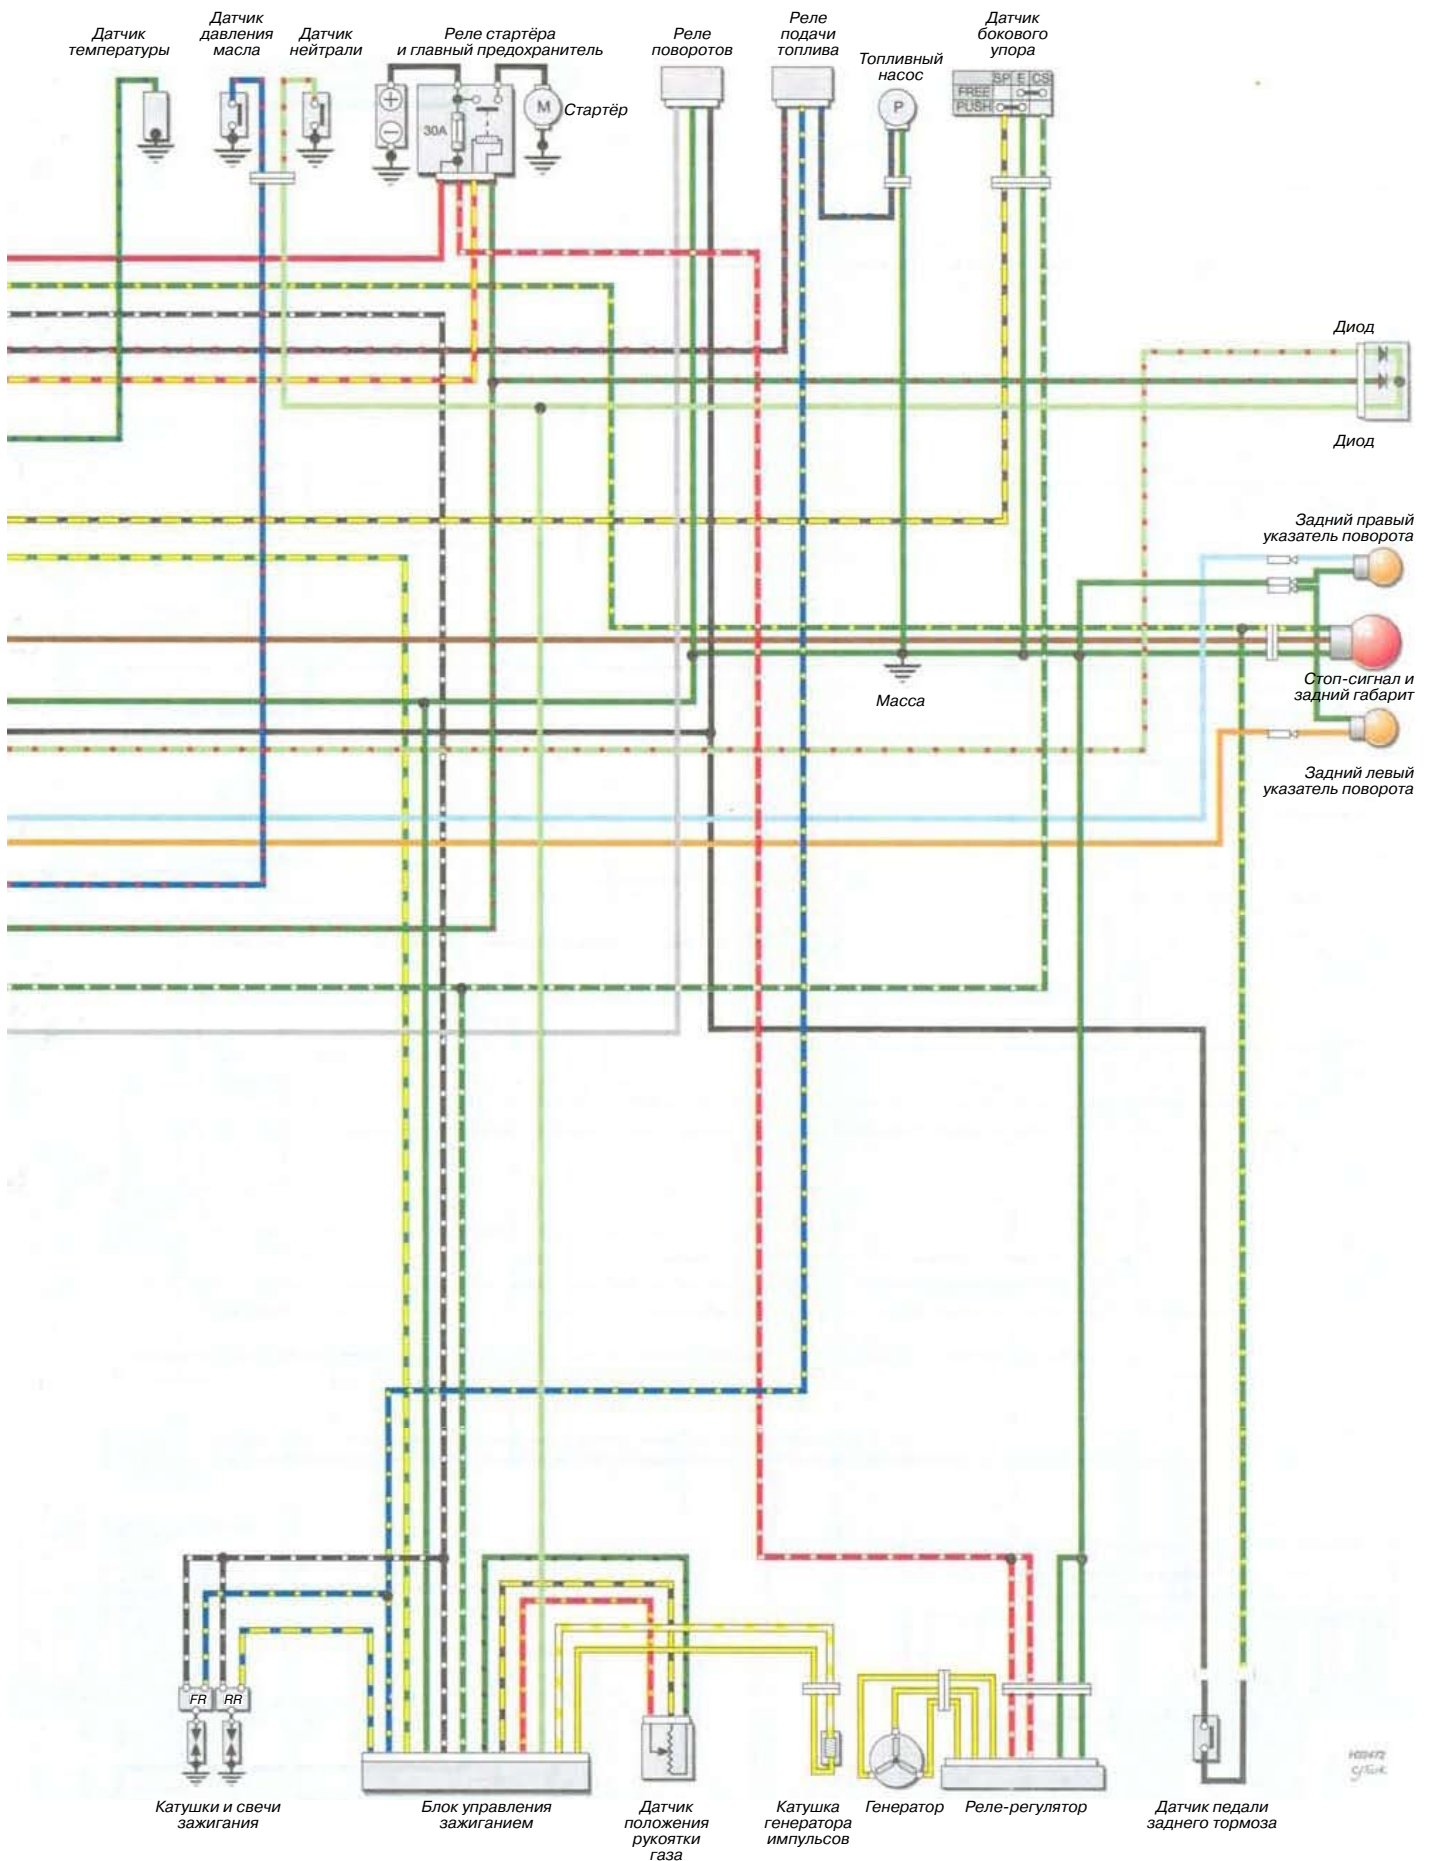 Датчик
температуры
Датчик
давления
масла
Датчик
нейтрали
Реле стартёра
и главный предохранитель
Реле
поворотов
Реле
подачи
топлива
Топливный
насос
Датчик
бокового
упора
30A
M
Стартёр
P
SP E CS
FREE
PUSH
Диод
Диод
Задний правый
указатель поворота
Масса
Стоп-сигнал и
задний габарит
Задний левый
указатель поворота
FR
RR
Катушки и свечи
зажигания
Блок управления
зажиганием
Датчик
положения
рукоятки
газа
Катушка
генератора
импульсов
Генератор
Реле-регулятор
Датчик педали
заднего тормоза